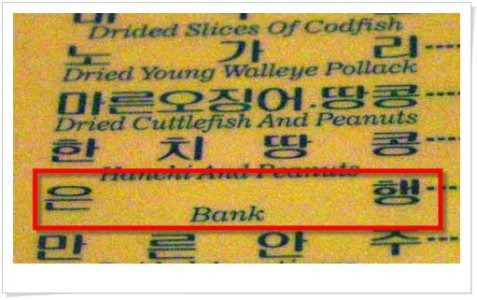 Drided Slices Of Codfish
노 가 리
Dried Young Walleye Pollack
마른오징어.땅콩
Dried Cuttlefish And Peanuts
한 치 땅 콩
Hanchi And Peanuts
은 행
Bank
마 른 안 주